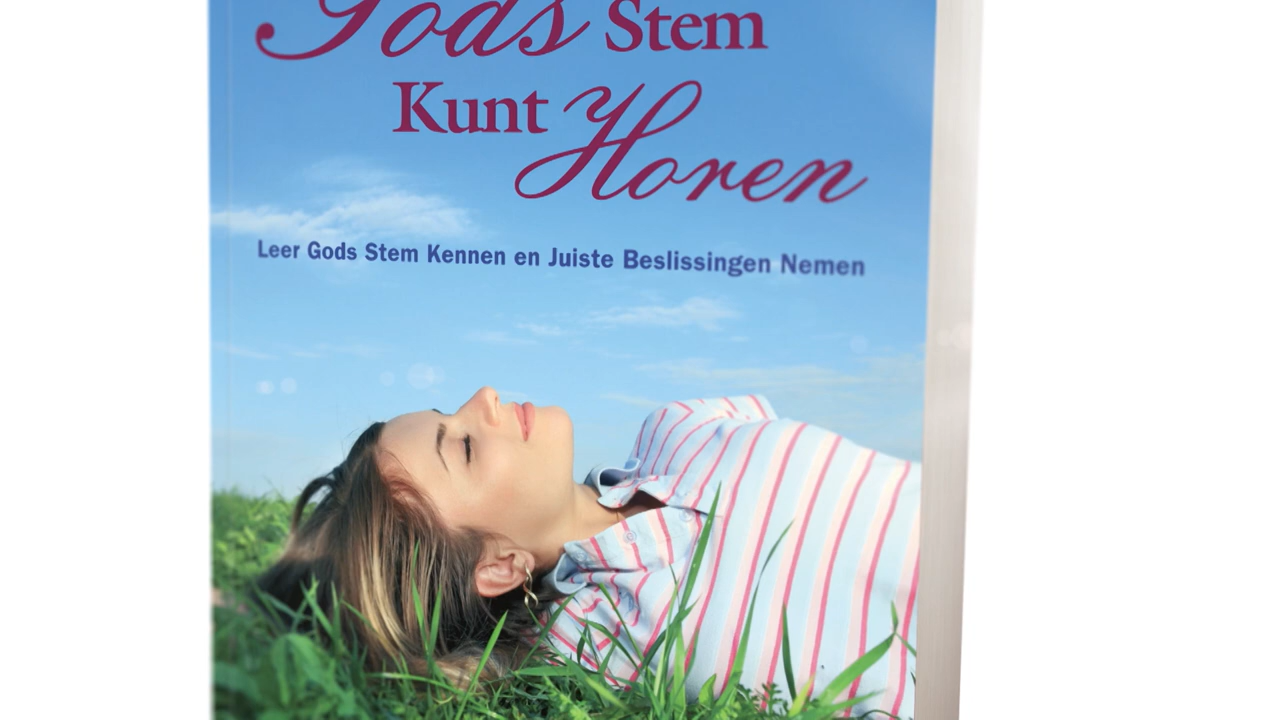 Gods Stem
Kunt Horen
Leer Gods Stem Kennen en Juiste Beslissingen Nemen